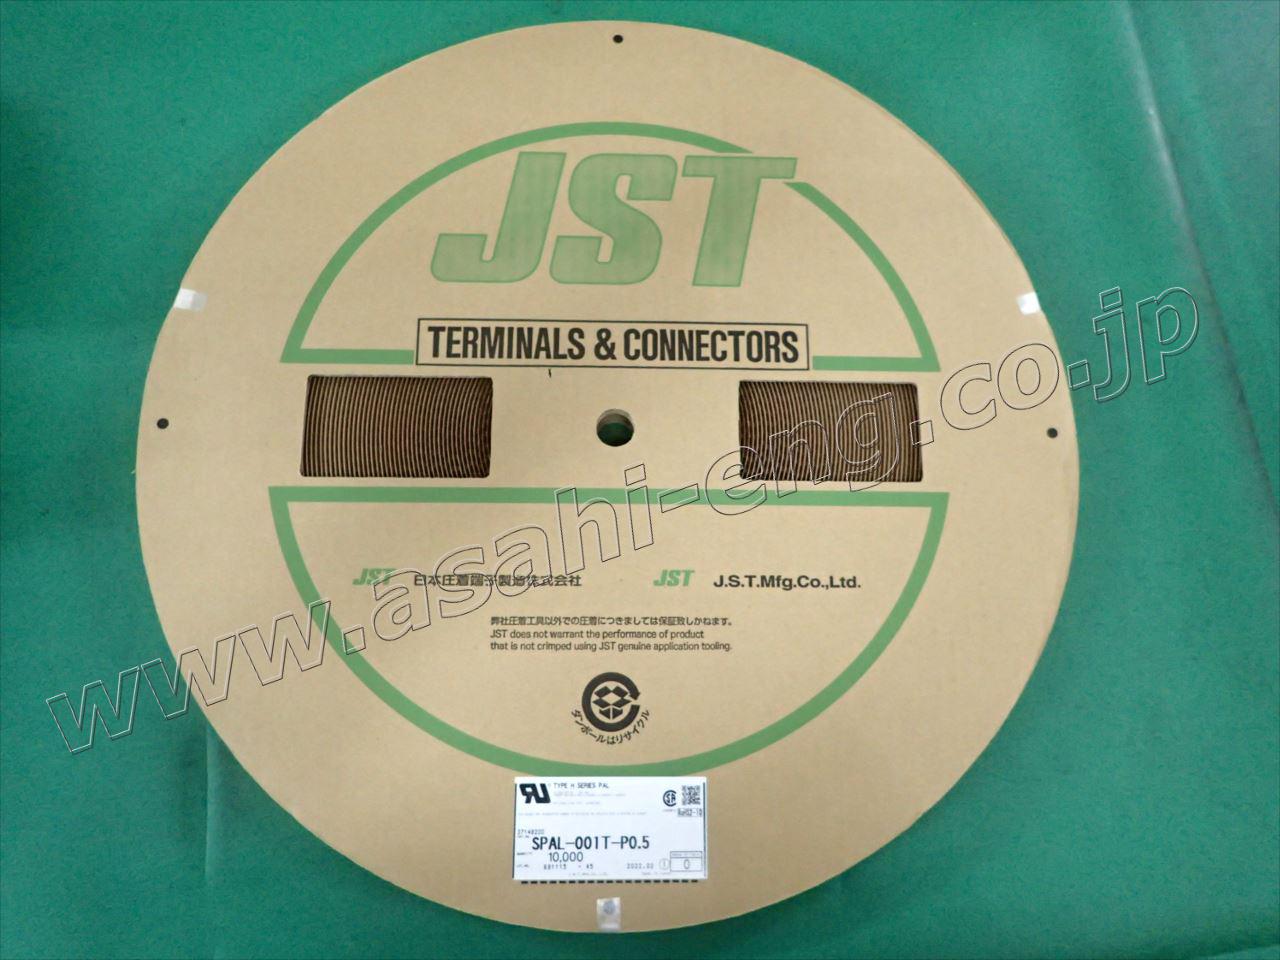 JST
TERMINALS & CONNECTORS
www.asahi-eng.co.jp
JST 日本圧着端子製造株式会社 JST J.S.T.Mfg.Co.,Ltd.
弊社圧着工具以外での圧着につきましては保証致しかねます。
JST does not warrant the performance of product
that is not crimped using JST genuine application tooling.
ダンボールはリサイクル
TYPE H SERIES PAL
RoHS2-10
37148200
SPAL-001T-P0.5
10,000
2022.02
0